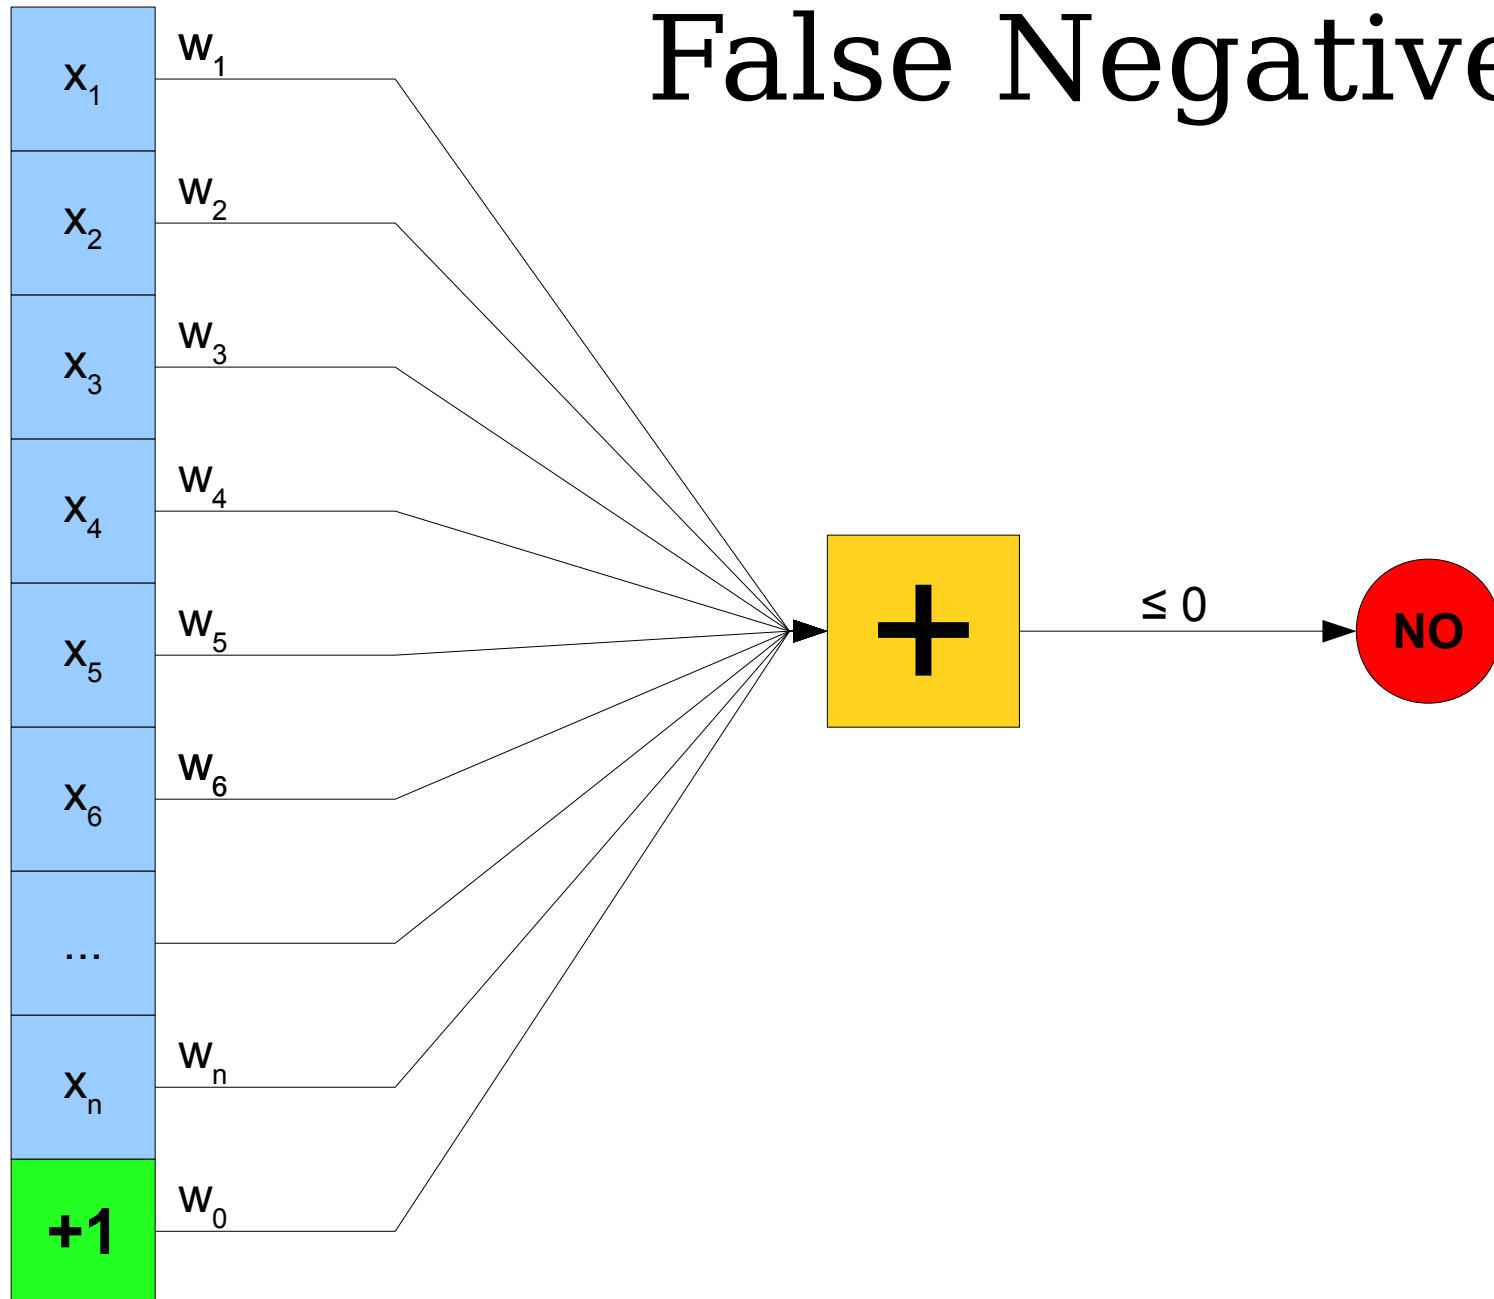 False Negative
x₁ w₁
x₂ w₂
x₃ w₃
x₄ w₄
x₅ w₅
≤ 0
+
NO
x₆ w₆
...
xₙ wₙ
+1 w₀